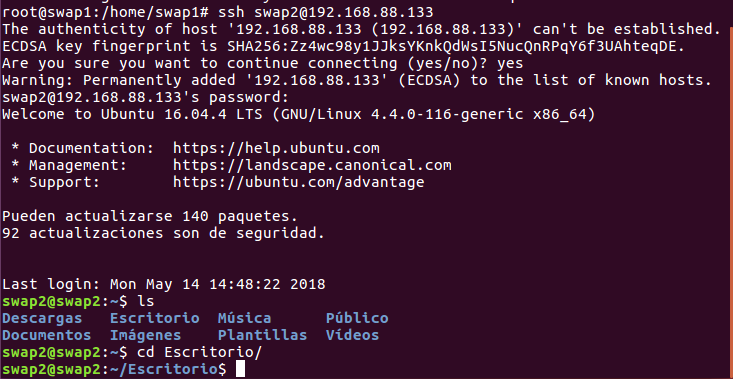 root@swap1:/home/swap1# ssh swap2@192.168.88.133
The authenticity of host '192.168.88.133 (192.168.88.133)' can't be established.
ECDSA key fingerprint is SHA256:Zz4wc98y1JJksYKnkQdWsI5NucQnRPqY6f3UAhteqDE.
Are you sure you want to continue connecting (yes/no)? yes
Warning: Permanently added '192.168.88.133' (ECDSA) to the list of known hosts.
swap2@192.168.88.133's password:
Welcome to Ubuntu 16.04.4 LTS (GNU/Linux 4.4.0-116-generic x86_64)
* Documentation:  https://help.ubuntu.com
* Management:     https://landscape.canonical.com
* Support:        https://ubuntu.com/advantage
Pueden actualizarse 140 paquetes.
92 actualizaciones son de seguridad.
Last login: Mon May 14 14:48:22 2018
swap2@swap2:~$ ls
Descargas   Escritorio  Música      Público
Documentos  Imágenes    Plantillas  Vídeos
swap2@swap2:~$ cd Escritorio/
swap2@swap2:~/Escritorio$